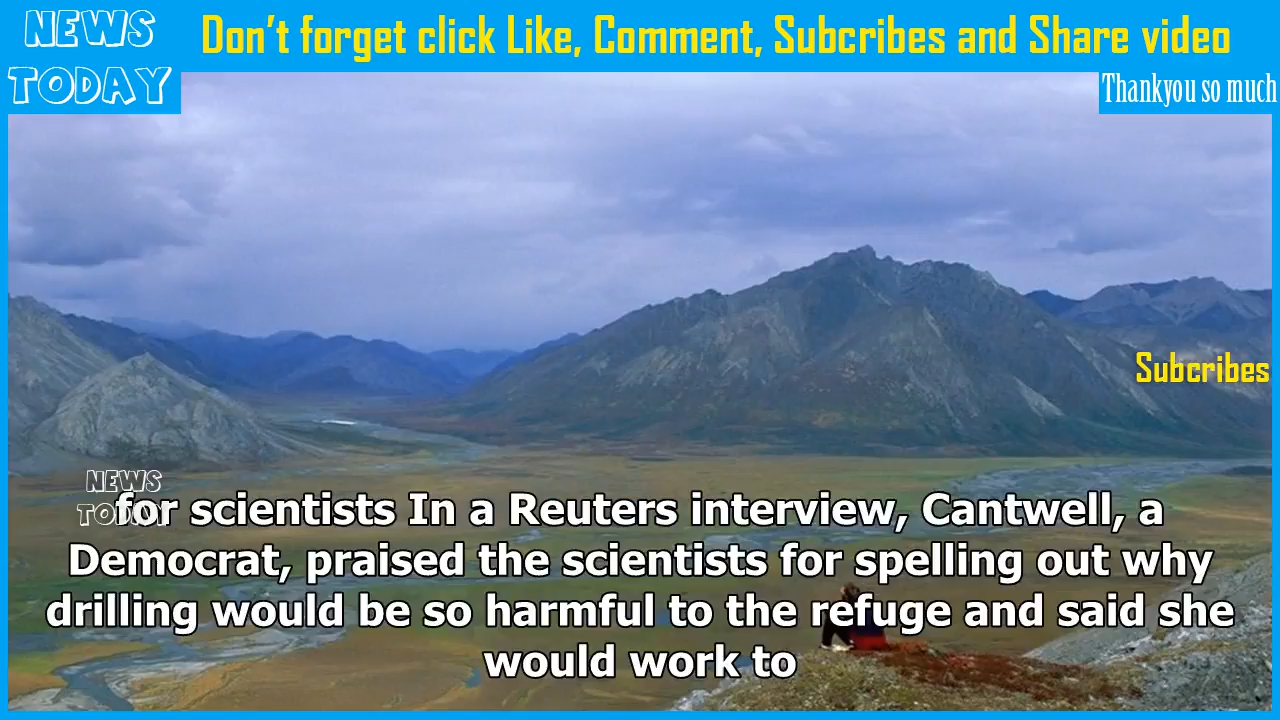 NEWS
TODAY
Don't forget click Like, Comment, Subcribes and Share video
Thankyou so much
Subcribes
NEWS
TODAY
for scientists In a Reuters interview, Cantwell, a
Democrat, praised the scientists for spelling out why
drilling would be so harmful to the refuge and said she
would work to